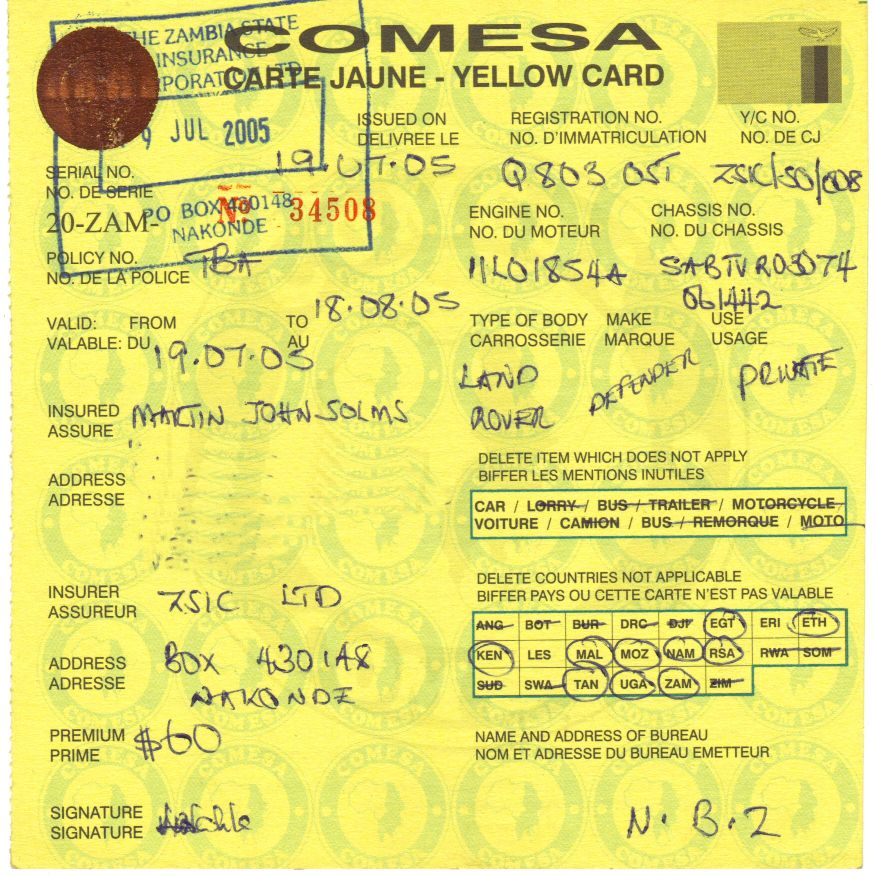 COMESA
CARTE JAUNE - YELLOW CARD
THE ZAMBIA STATE
INSURANCE
CORPORATION LTD
9 JUL 2005
PO BOX 430148
NAKONDE
ISSUED ON
DELIVREE LE
19.07.05
REGISTRATION NO.
NO. D'IMMATRICULATION
Q803 OST
Y/C NO.
NO. DE CJ
ZSIC/50/008
SERIAL NO.
NO. DE SERIE
20-ZAM- Nº 34508
ENGINE NO.
NO. DU MOTEUR
11L01854A
CHASSIS NO.
NO. DU CHASSIS
061442
POLICY NO.
NO. DE LA POLICE
TBA
VALID: FROM
VALABLE: DU
19.07.05
TO
AU
18.08.05
TYPE OF BODY
CARROSSERIE
LAND
ROVER
MAKE
MARQUE
DEFENDER
USE
USAGE
PRIVATE
INSURED
ASSURE
MARTIN JOHN SOLMS
ADDRESS
ADRESSE
DELETE ITEM WHICH DOES NOT APPLY
BIFFER LES MENTIONS INUTILES
CAR / LORRY / BUS / TRAILER / MOTORCYCLE
VOITURE / CAMION / BUS / REMORQUE / MOTO
INSURER
ASSUREUR
ZSIC LTD
ADDRESS
ADRESSE
BOX 430148
NAKONDE
DELETE COUNTRIES NOT APPLICABLE
BIFFER PAYS OU CETTE CARTE N'EST PAS VALABLE
ANG BOT BUR DRC DJI EGT ERI ETH
KEN LES MAL MOZ NAM RSA RWA SOM
SUD SWA TAN UGA ZAM ZIM
PREMIUM
PRIME
$60
NAME AND ADDRESS OF BUREAU
NOM ET ADRESSE DU BUREAU EMETTEUR
N.B.Z
SIGNATURE
SIGNATURE